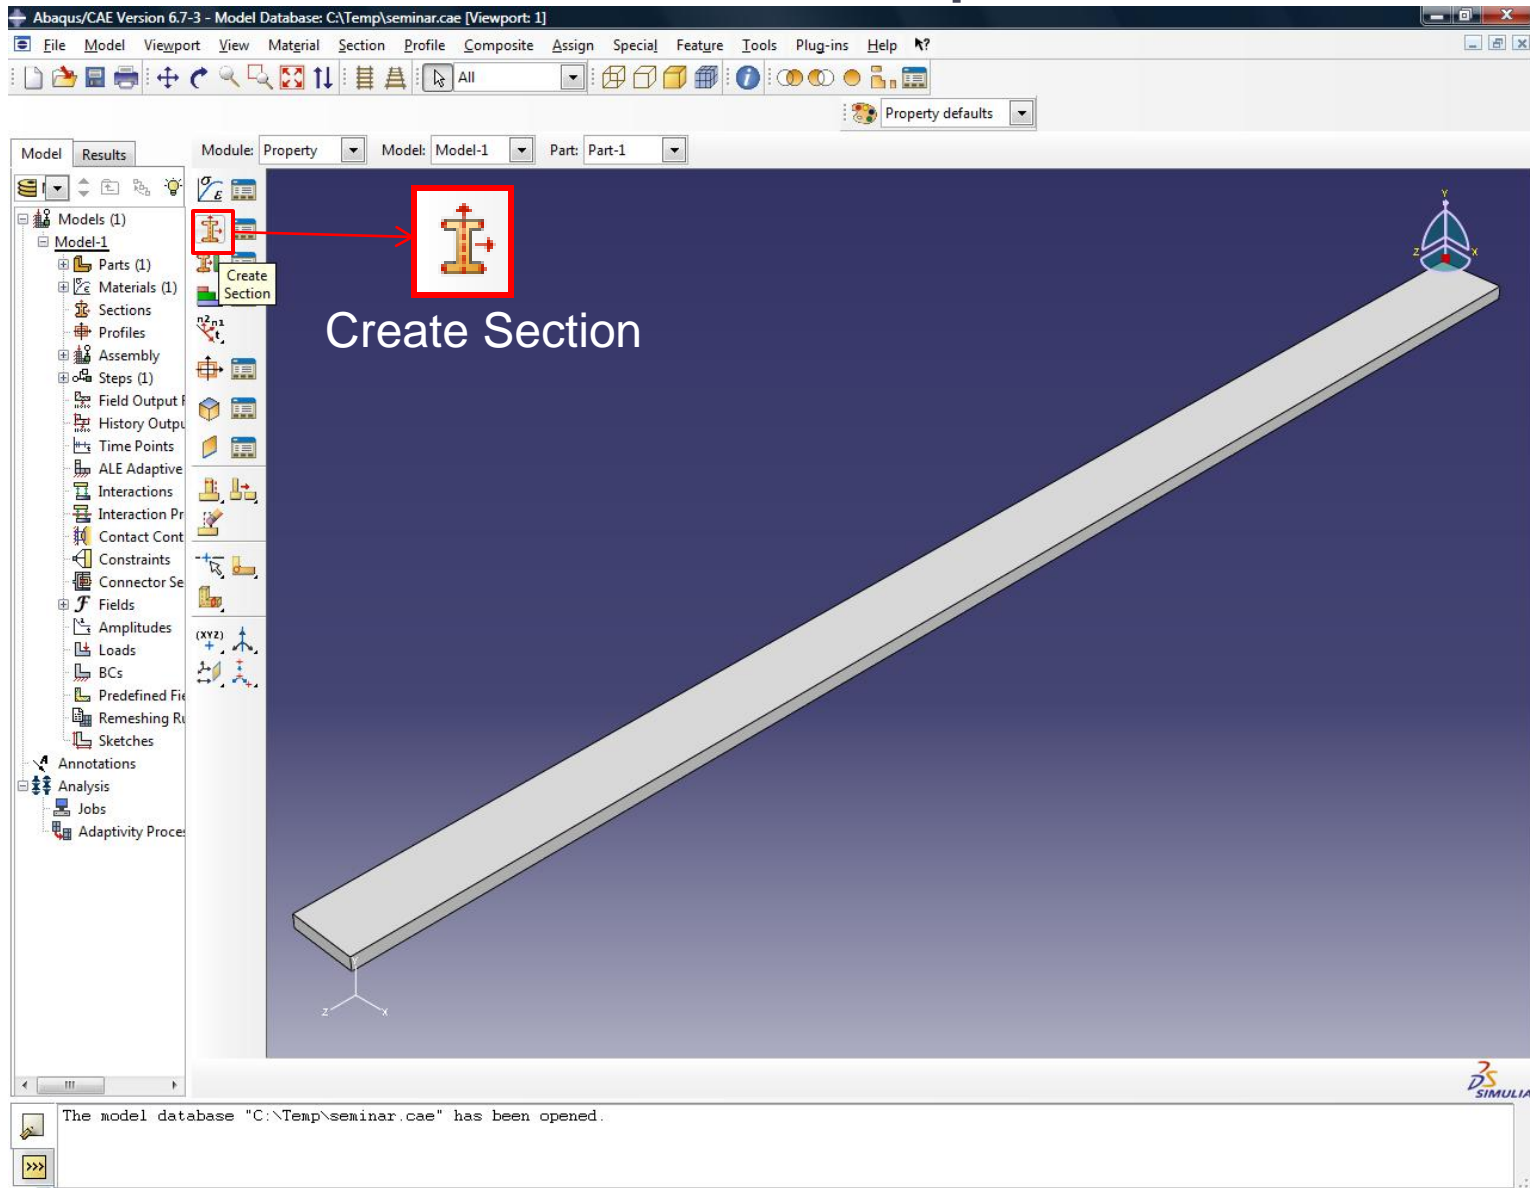 Abaqus/CAE Version 6.7-3 - Model Database: C:\Temp\seminar.cae [Viewport: 1]
File Model Viewport View Material Section Profile Composite Assign Special Feature Tools Plug-ins Help
All
Property defaults
Model Results
Module: Property Model: Model-1 Part: Part-1
Models (1)
Model-1
Parts (1)
Materials (1)
Sections
Profiles
Assembly
Steps (1)
Field Output
History Outpu
Time Points
ALE Adaptive
Interactions
Interaction Pr
Contact Cont
Constraints
Connector Se
Fields
Amplitudes
Loads
BCs
Predefined Fie
Remeshing Ru
Sketches
Annotations
Analysis
Jobs
Adaptivity Proce
σ ε
n2 n1
t
(XYZ)
Create
Section
Create Section
Y
Z X
Y
Z X
SIMULIA
The model database "C:\Temp\seminar.cae" has been opened.
>>>